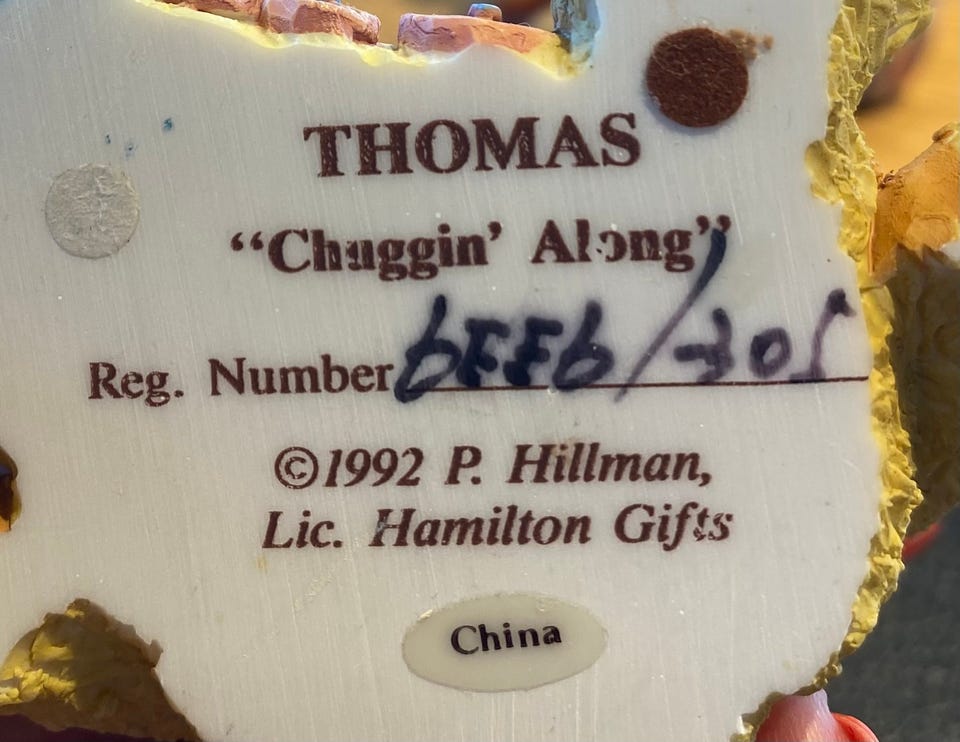 THOMAS
“Chuggin’ Along”
Reg. Number
©1992 P. Hillman,
Lic. Hamilton Gifts
China